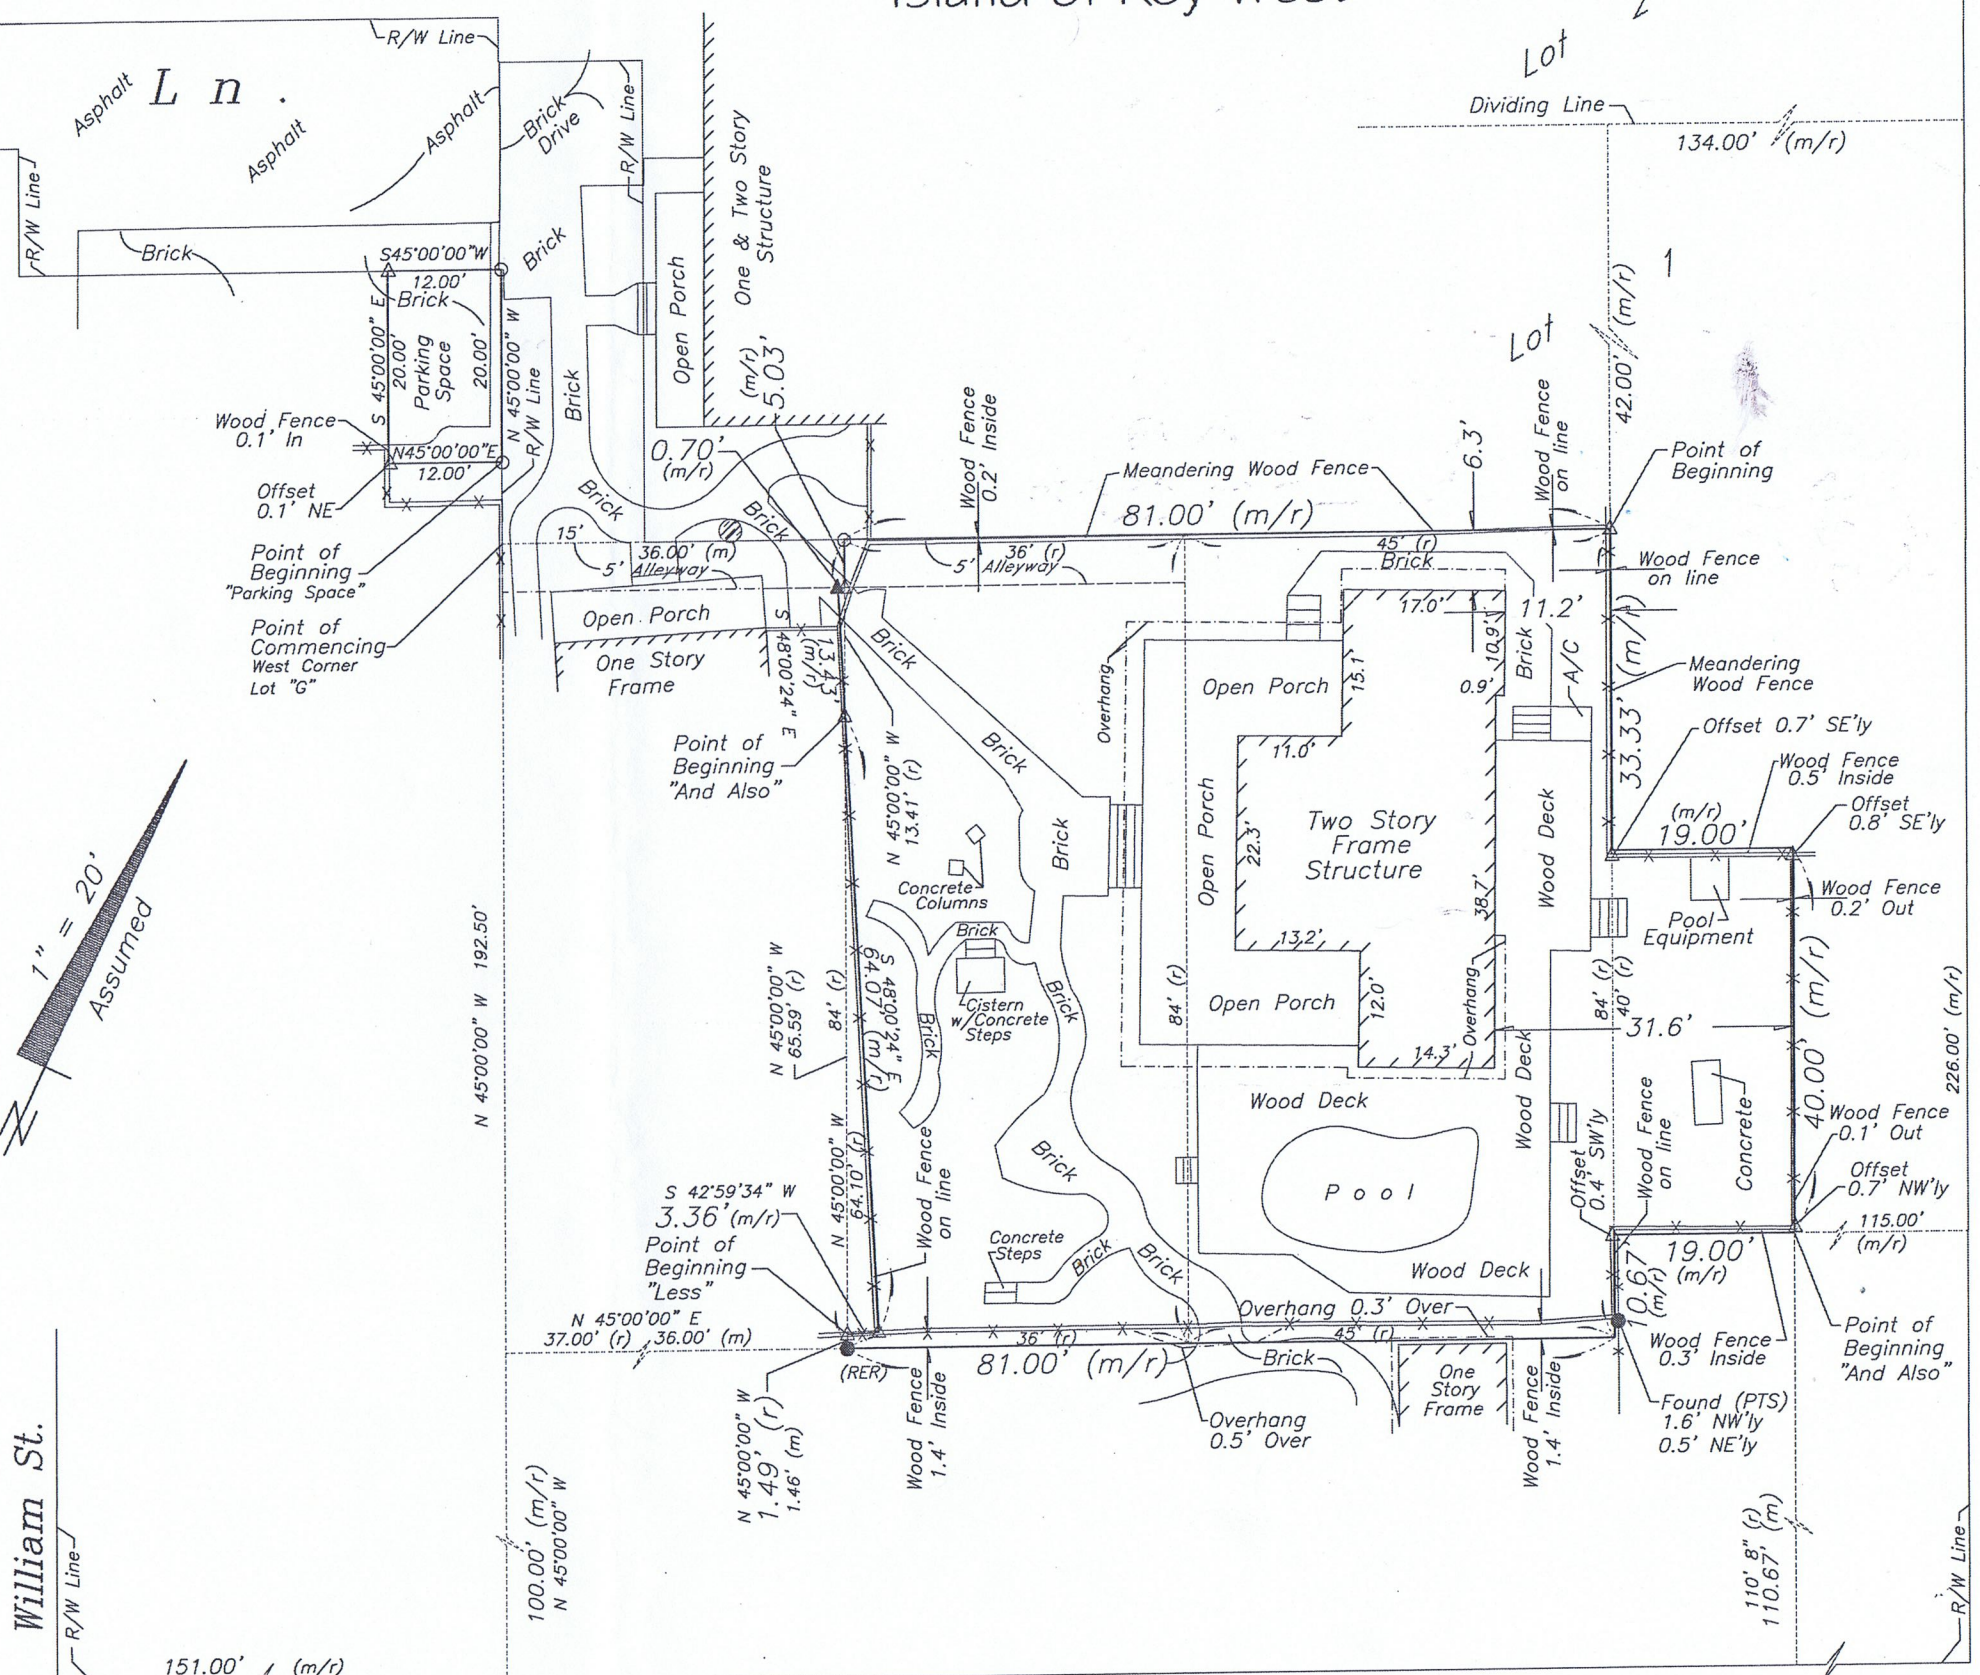 R/W Line
Ln.
Asphalt
Asphalt
Asphalt
Brick
Drive
R/W Line
R/W Line
Brick
Brick
S45°00'00"W
12.00'
Brick
S 45°00'00" E
20.00'
Parking
Space
20.00'
N 45°00'00" W
R/W Line
N45°00'00"E
12.00'
Wood Fence
0.1' In
Offset
0.1' NE
Point of
Beginning
"Parking Space"
Point of
Commencing
West Corner
Lot "G"
Brick
Open Porch
One & Two Story
Structure
(m/r)
5.03'
0.70'
(m/r)
Brick
Brick
15'
36.00' (m)
5' Alleyway
Open Porch
One Story
Frame
S 48°00'24" E
13.43'
(m/r)
Point of
Beginning
"And Also"
N 45°00'00" W
13.41' (r)
Lot
Dividing Line
134.00' (m/r)
1
Lot
42.00' (m/r)
Wood Fence
0.2' Inside
Meandering Wood Fence
81.00' (m/r)
6.3'
Wood Fence
on line
Point of
Beginning
36' (r)
5' Alleyway
45' (r)
Brick
Wood Fence
on line
17.0'
11.2'
10.9'
Brick
A/C
0.9'
(m/r)
33.33'
Meandering
Wood Fence
Offset 0.7' SE'ly
Wood Fence
0.5' Inside
Offset
0.8' SE'ly
(m/r)
19.00'
Wood Fence
0.2' Out
Pool
Equipment
Brick
Brick
Brick
Overhang
Open Porch
15.1
11.0'
Open Porch
22.3'
Two Story
Frame
Structure
38.7'
Wood Deck
13.2'
Open Porch
12.0'
14.3'
Overhang
84' (r)
84' (r)
40' (r)
31.6'
40.00' (m/r)
226.00' (m/r)
Concrete
Columns
Brick
Cistern
w/Concrete
Steps
Brick
Brick
1" = 20'
Assumed
N
N 45°00'00" W 192.50'
N 45°00'00" W
65.59' (r)
84' (r)
S 48°00'24" E
64.07' (m/r)
N 45°00'00" W
64.10' (r)
Wood Deck
Wood Deck
Pool
Wood Deck
Brick
Brick
Brick
Concrete
Steps
Wood Fence
on line
Offset
0.4' SW'ly
Wood Fence
on line
Concrete
Wood Fence
0.1' Out
Offset
0.7' NW'ly
115.00'
(m/r)
S 42°59'34" W
3.36' (m/r)
Point of
Beginning
"Less"
N 45°00'00" E
37.00' (r) 36.00' (m)
(RER)
36' (r)
81.00' (m/r)
Overhang 0.3' Over
45' (r)
Brick
10.67'
(m/r)
19.00'
(m/r)
Wood Fence
0.3' Inside
Point of
Beginning
"And Also"
N 45°00'00" W
1.49' (r)
1.46' (m)
Wood Fence
1.4' Inside
Overhang
0.5' Over
One
Story
Frame
Wood Fence
1.4' Inside
Found (PTS)
1.6' NW'ly
0.5' NE'ly
William St.
R/W Line
100.00' (m/r)
N 45°00'00" W
110' 8" (r)
110.67' (m)
R/W Line
151.00' (m/r)